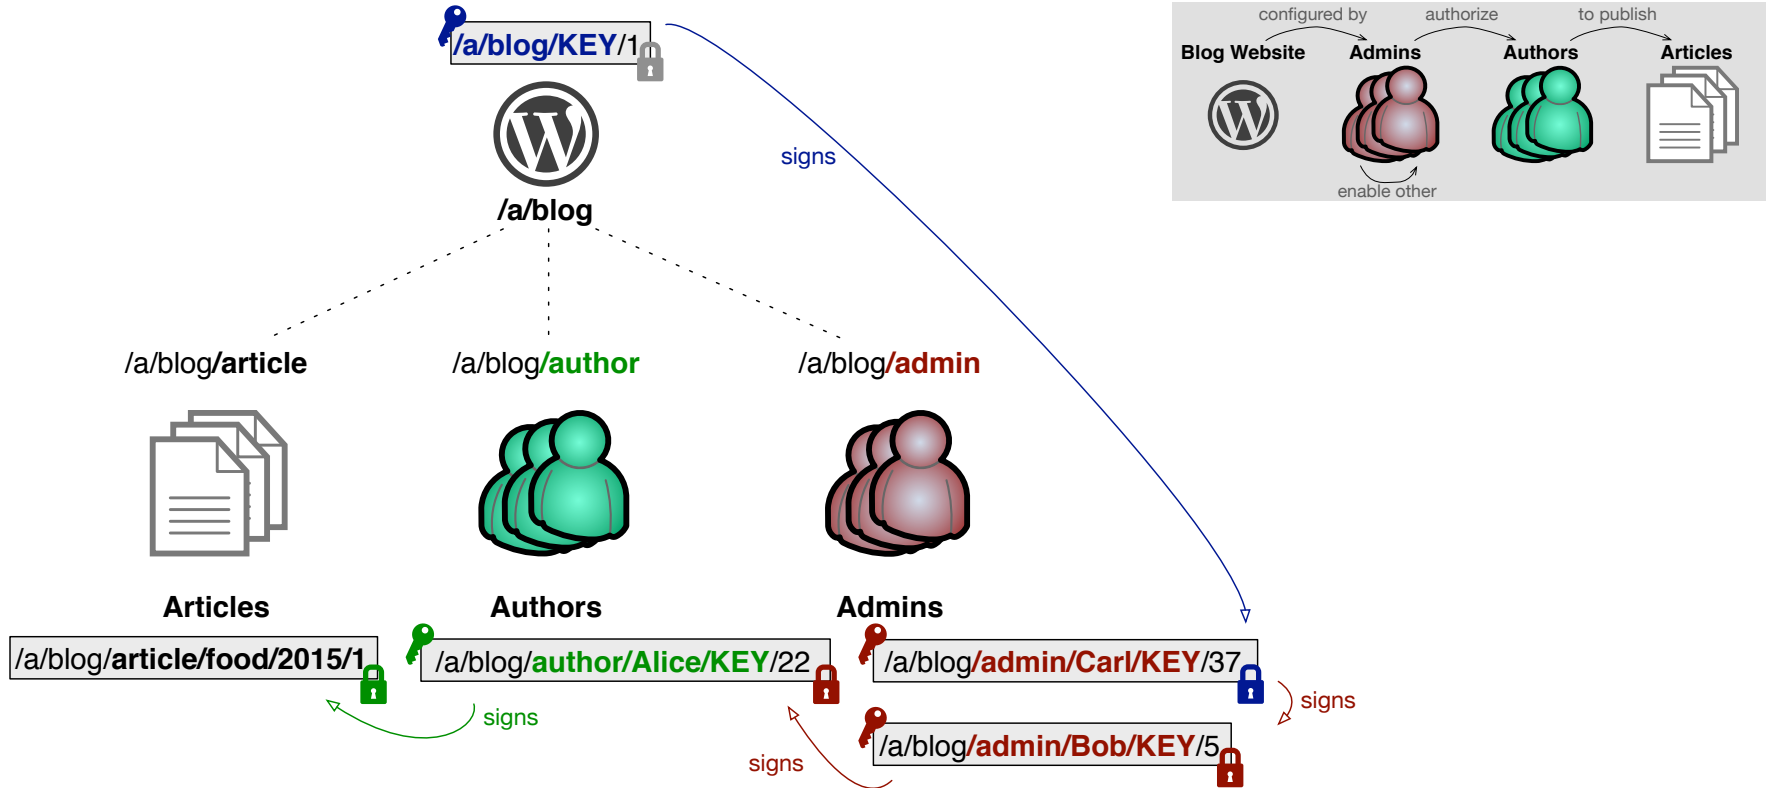 /a/blog/KEY/1
configured by authorize to publish
Blog Website Admins Authors Articles
enable other
signs
/a/blog
/a/blog/article /a/blog/author /a/blog/admin
Articles Authors Admins
/a/blog/article/food/2015/1 /a/blog/author/Alice/KEY/22 /a/blog/admin/Carl/KEY/37
signs signs
/a/blog/admin/Bob/KEY/5
signs